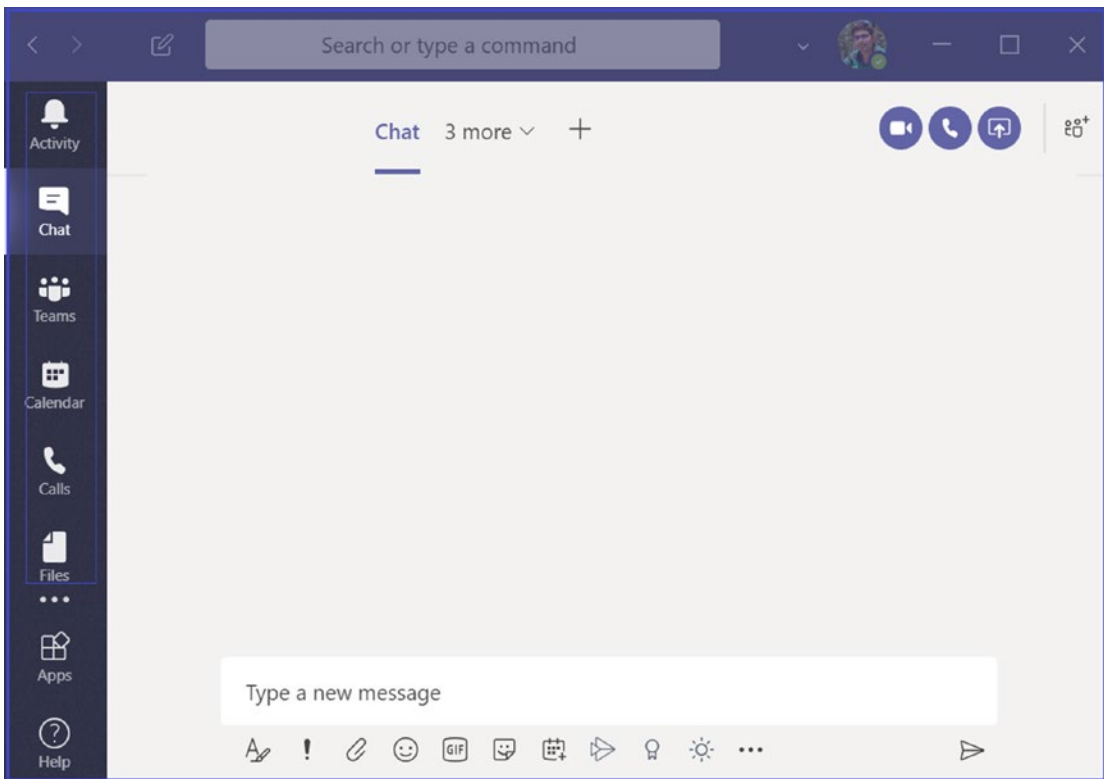 Search or type a command
Activity
Chat 3 more
Chat
Teams
Calendar
Calls
Files
Apps
Type a new message
GIF
Help